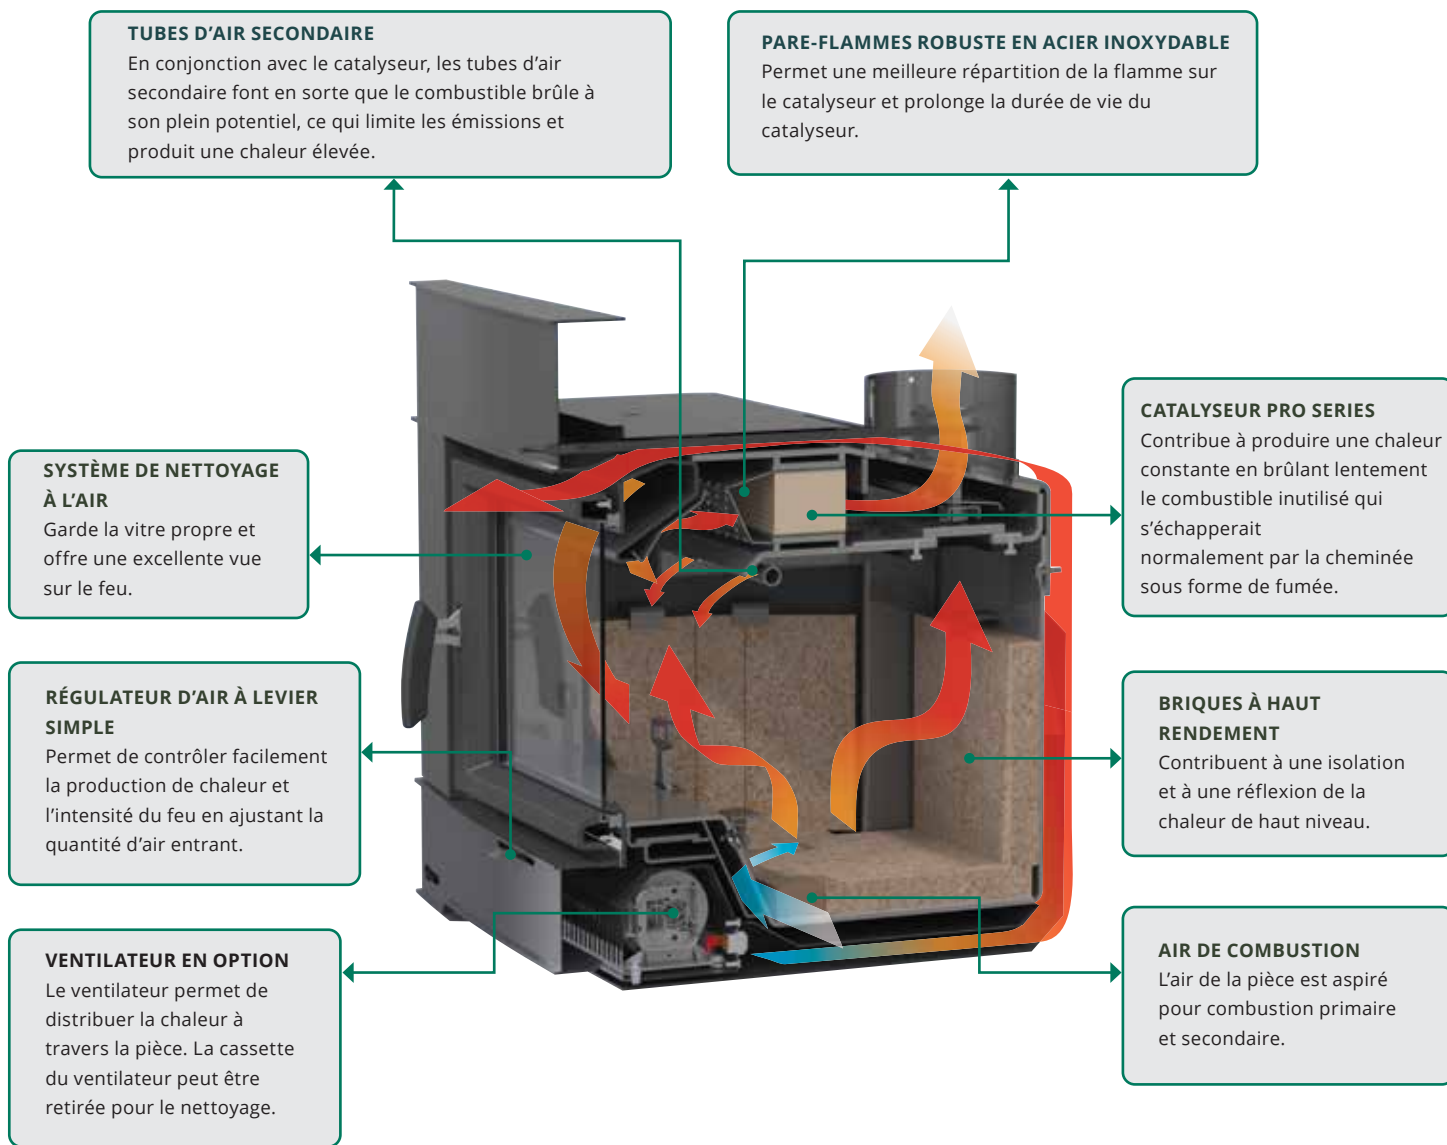 TUBES D’AIR SECONDAIRE
En conjonction avec le catalyseur, les tubes d’air
secondaire font en sorte que le combustible brûle à
son plein potentiel, ce qui limite les émissions et
produit une chaleur élevée.
PARE-FLAMMES ROBUSTE EN ACIER INOXYDABLE
Permet une meilleure répartition de la flamme sur
le catalyseur et prolonge la durée de vie du
catalyseur.
SYSTÈME DE NETTOYAGE
À L’AIR
Garde la vitre propre et
offre une excellente vue
sur le feu.
CATALYSEUR PRO SERIES
Contribue à produire une chaleur
constante en brûlant lentement
le combustible inutilisé qui
s’échapperait
normalement par la cheminée
sous forme de fumée.
RÉGULATEUR D’AIR À LEVIER
SIMPLE
Permet de contrôler facilement
la production de chaleur et
l’intensité du feu en ajustant la
quantité d’air entrant.
BRIQUES À HAUT
RENDEMENT
Contribuent à une isolation
et à une réflexion de la
chaleur de haut niveau.
VENTILATEUR EN OPTION
Le ventilateur permet de
distribuer la chaleur à
travers la pièce. La cassette
du ventilateur peut être
retirée pour le nettoyage.
AIR DE COMBUSTION
L’air de la pièce est aspiré
pour combustion primaire
et secondaire.